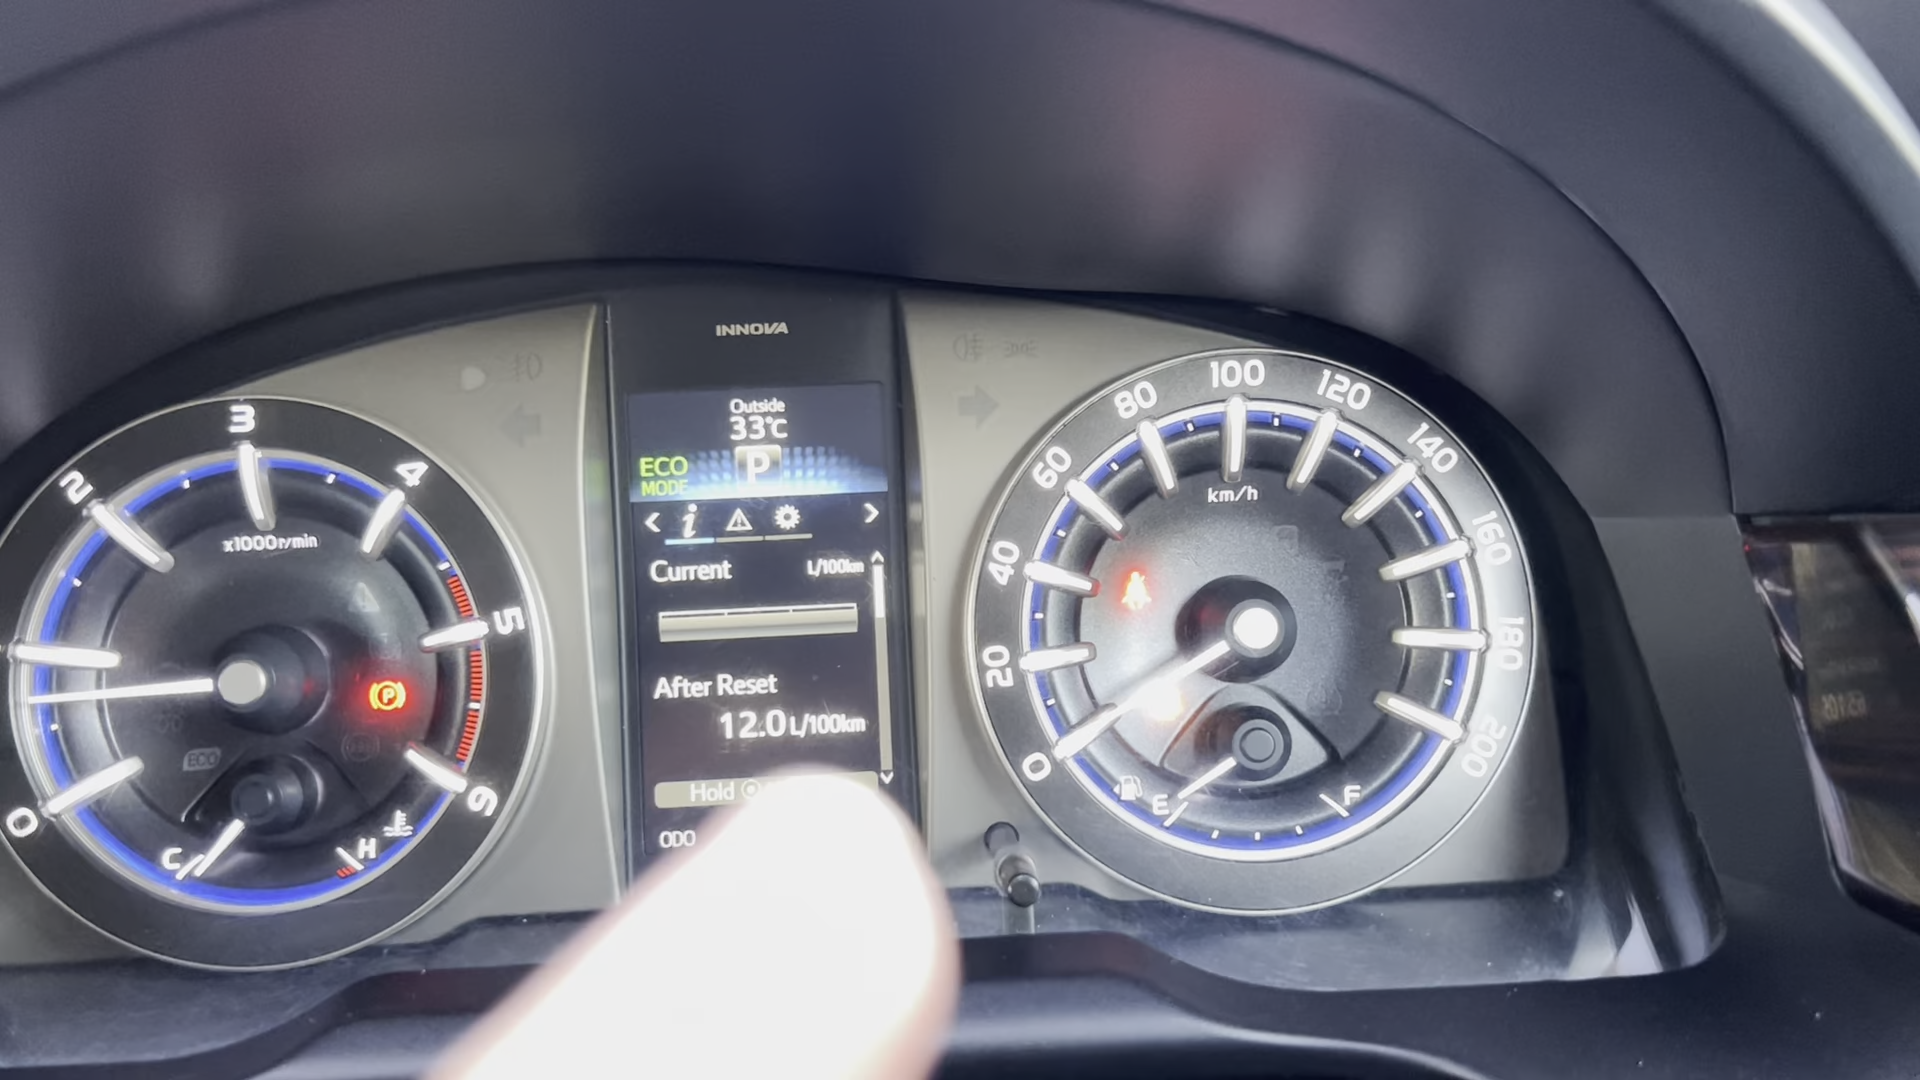 INNOVA
Outside
33°C
ECO
MODE
P
Current L/100km
After Reset
12.0 L/100km
Hold
ODO
0
1
2
3
4
5
6
x1000r/min
P
ECO
C
H
0
20
40
60
80
100
120
140
160
180
200
km/h
E
F